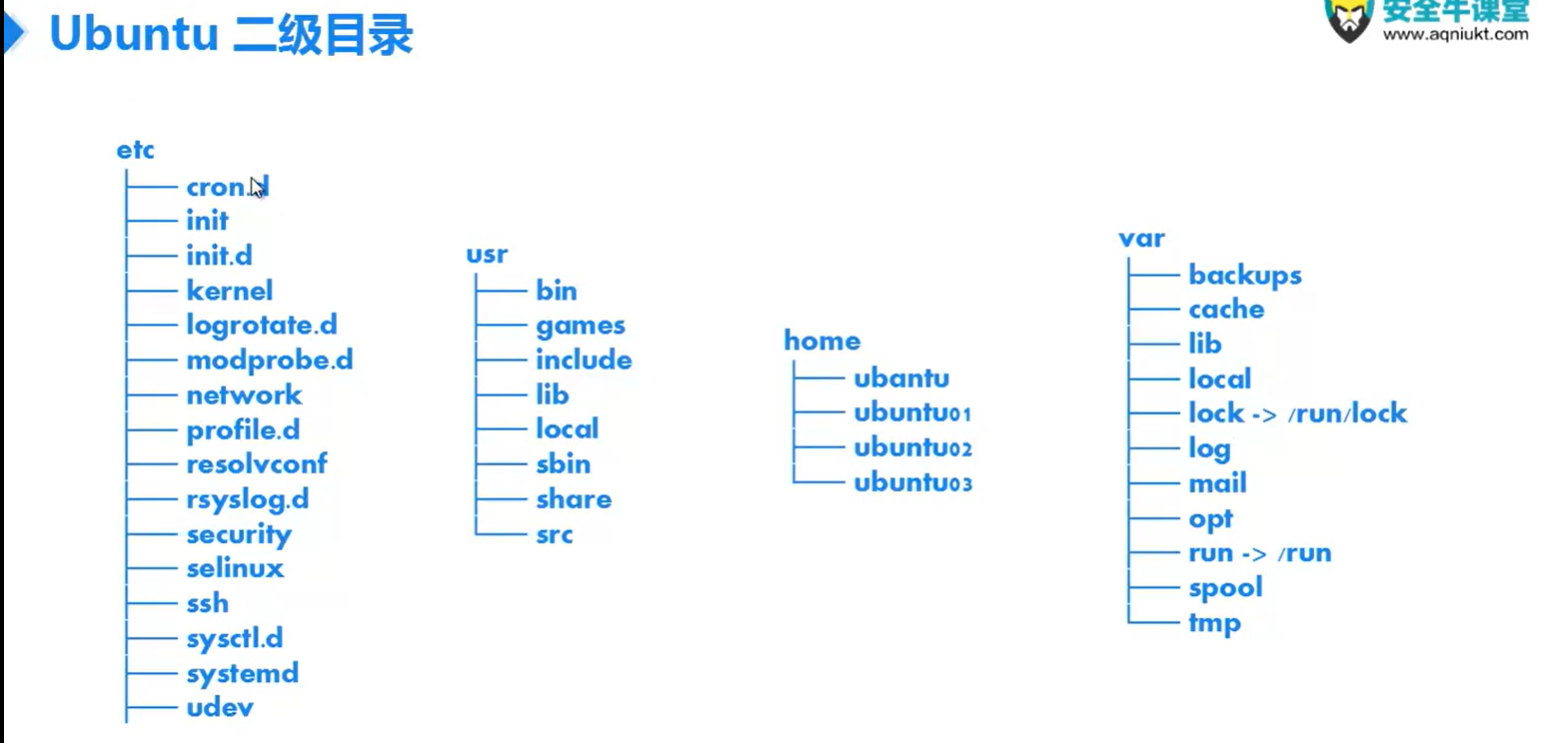 Ubuntu 二级目录
安全牛课堂
www.aqniukt.com
etc
cron.d
init
init.d
kernel
logrotate.d
modprobe.d
network
profile.d
resolvconf
rsyslog.d
security
selinux
ssh
sysctl.d
systemd
udev
usr
bin
games
include
lib
local
sbin
share
src
home
ubantu
ubuntu01
ubuntu02
ubuntu03
var
backups
cache
lib
local
lock -> /run/lock
log
mail
opt
run -> /run
spool
tmp